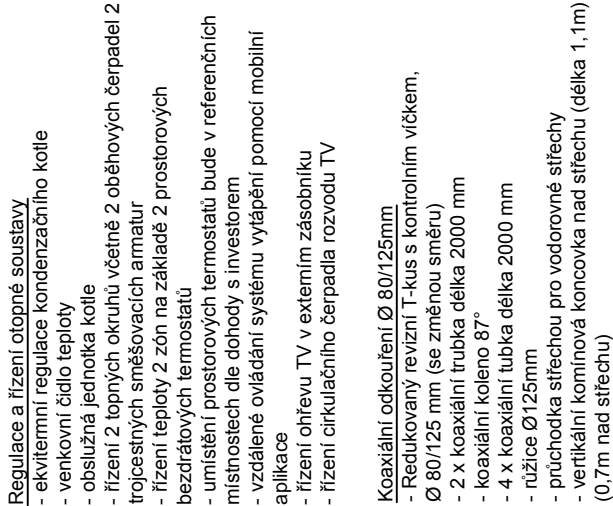 Regulace a řízení otopné soustavy
- ekvitermní regulace kondenzačního kotle
- venkovní čidlo teploty
- obslužná jednotka kotle
- řízení 2 topných okruhů včetně 2 oběhových čerpadel 2
trojcestných směšovacích armatur
- řízení teploty 2 zón na základě 2 prostorových
bezdrátových termostatů
- umístění prostorových termostatů bude v referenčních
místnostech dle dohody s investorem
- vzdálené ovládání systému vytápění pomocí mobilní
aplikace
- řízení ohřevu TV v externím zásobníku
- řízení cirkulačního čerpadla rozvodu TV
Koaxiální odkouření Ø 80/125mm
- Redukovaný revizní T-kus s kontrolním víčkem,
Ø 80/125 mm (se změnou směru)
- 2 x koaxiální trubka délka 2000 mm
- koaxiální koleno 87°
- 4 x koaxiální tubka délka 2000 mm
- růžice Ø125mm
- průchodka střechou pro vodorovné střechy
- vertikální komínová koncovka nad střechu (délka 1,1m)
(0,7m nad střechu)